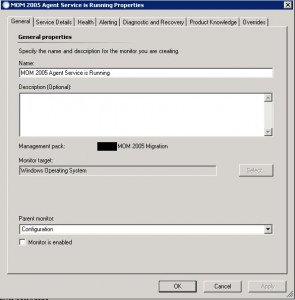 MOM 2005 Agent Service is Running Properties
General Service Details Health Alerting Diagnostic and Recovery Product Knowledge Overrides
General properties
Specify the name and description for the monitor you are creating.
Name:
MOM 2005 Agent Service is Running
Description (Optional):
Management pack: MOM 2005 Migration
Monitor target:
Windows Operating System Select...
Parent monitor:
Configuration
Monitor is enabled
OK Cancel Apply